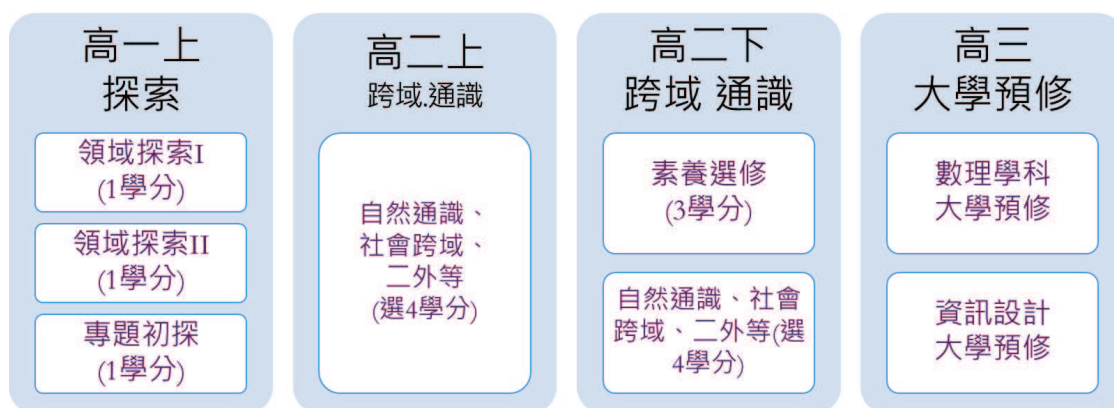 高一上
探索
領域探索I
(1學分)
領域探索II
(1學分)
專題初探
(1學分)
高二上
跨域.通識
自然通識、
社會跨域、
二外等
(選4學分)
高二下
跨域 通識
素養選修
(3學分)
自然通識、社會
跨域、二外等(選
4學分)
高三
大學預修
數理學科
大學預修
資訊設計
大學預修